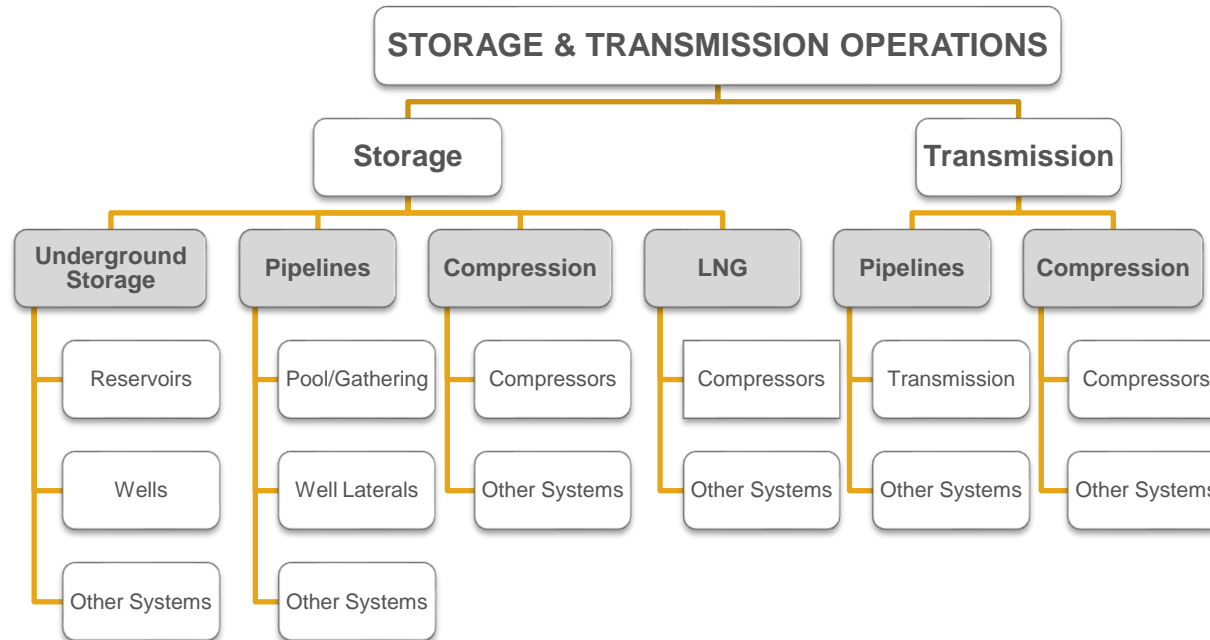 STORAGE & TRANSMISSION OPERATIONS
Storage
Transmission
Underground
Storage
Pipelines
Compression
LNG
Pipelines
Compression
Reservoirs
Pool/Gathering
Compressors
Compressors
Transmission
Compressors
Wells
Well Laterals
Other Systems
Other Systems
Other Systems
Other Systems
Other Systems
Other Systems